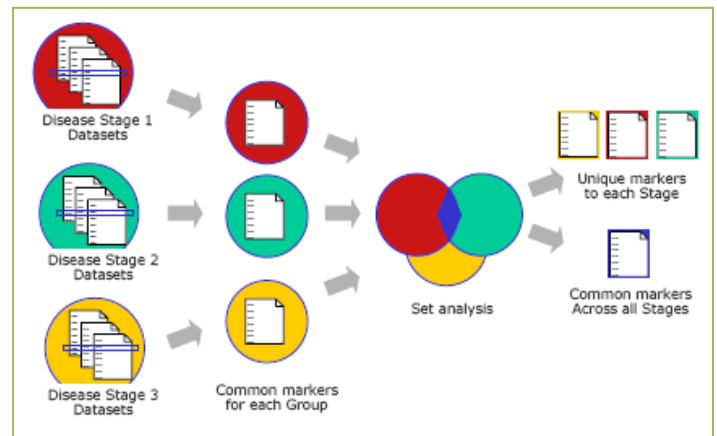 Disease Stage 1
Datasets
Disease Stage 2
Datasets
Disease Stage 3
Datasets
Common markers
for each Group
Set analysis
Unique markers
to each Stage
Common markers
Across all Stages